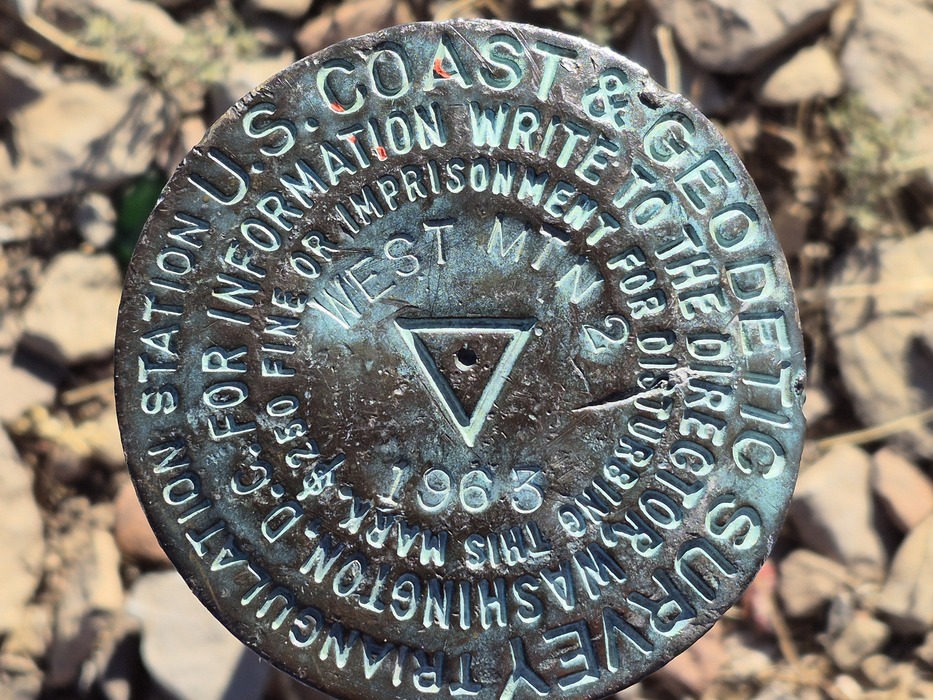 U.S. COAST & GEODETIC SURVEY
TRIANGULATION STATION
FOR INFORMATION WRITE TO THE DIRECTOR, WASHINGTON, D.C.
$250 FINE OR IMPRISONMENT FOR DISTURBING THIS MARK.
WEST MTN 2
1963